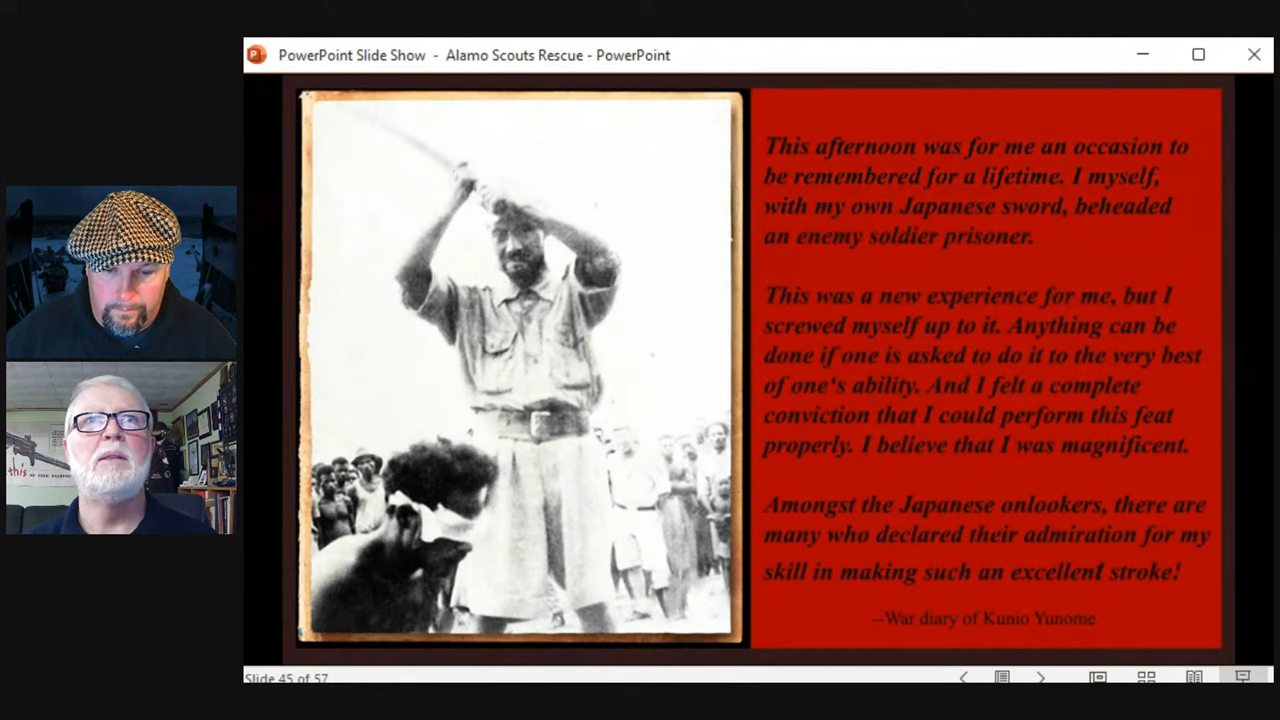 PowerPoint Slide Show - Alamo Scouts Rescue - PowerPoint
This afternoon was for me an occasion to
be remembered for a lifetime. I myself,
with my own Japanese sword, beheaded
an enemy soldier prisoner.
This was a new experience for me, but I
screwed myself up to it. Anything can be
done if one is asked to do it to the very best
of one‘s ability. And I felt a complete
conviction that I could perform this feat
properly. I believe that I was magnificent.
Amongst the Japanese onlookers, there are
many who declared their admiration for my
skill in making such an excellent stroke!
--War diary of Kunio Yunome
this
Slide 45 of 57